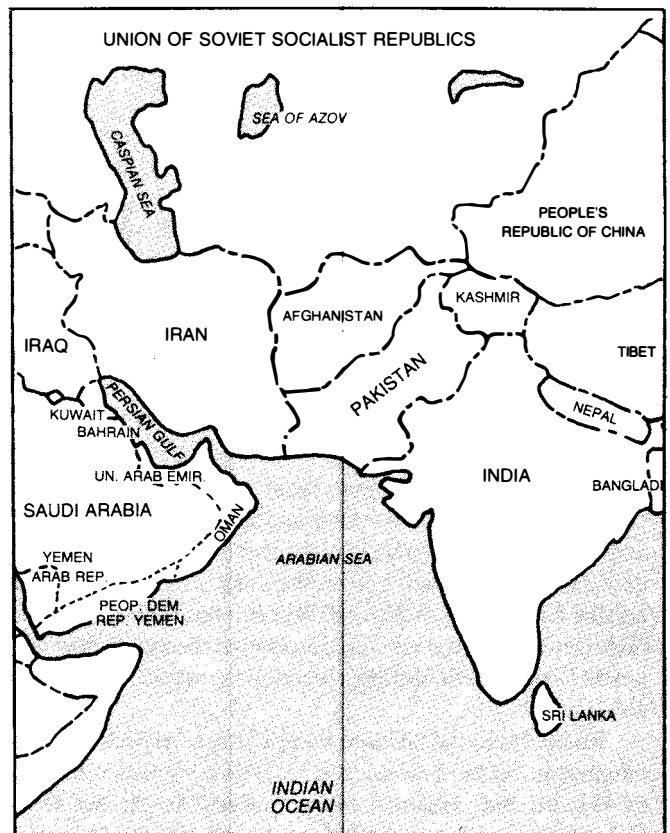 UNION OF SOVIET SOCIALIST REPUBLICS
SEA OF AZOV
CASPIAN SEA
PEOPLE'S
REPUBLIC OF CHINA
KASHMIR
AFGHANISTAN
IRAN
IRAQ
TIBET
PAKISTAN
PERSIAN GULF
KUWAIT
BAHRAIN
NEPAL
UN. ARAB EMIR.
INDIA
BANGLADE
SAUDI ARABIA
OMAN
ARABIAN SEA
YEMEN
ARAB REP.
PEOP. DEM.
REP. YEMEN
SRI LANKA
INDIAN
OCEAN